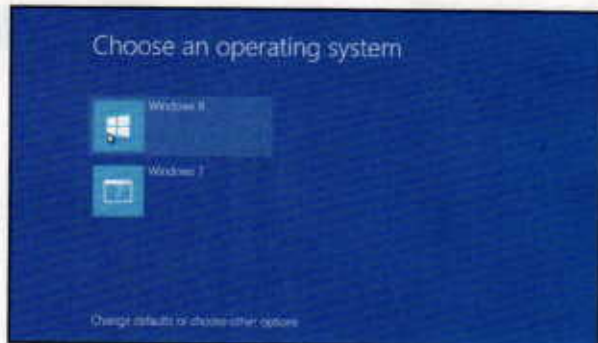 Choose an operating system
Windows 8
Windows 7
Change defaults or choose other options